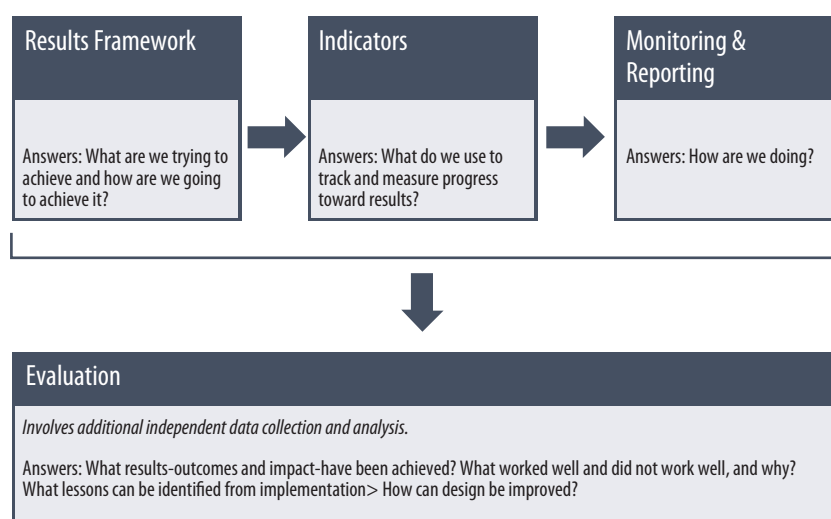 Results Framework
Answers: What are we trying to
achieve and how are we going
to achieve it?
Indicators
Answers: What do we use to
track and measure progress
toward results?
Monitoring &
Reporting
Answers: How are we doing?
Evaluation
Involves additional independent data collection and analysis.
Answers: What results-outcomes and impact-have been achieved? What worked well and did not work well, and why?
What lessons can be identified from implementation> How can design be improved?